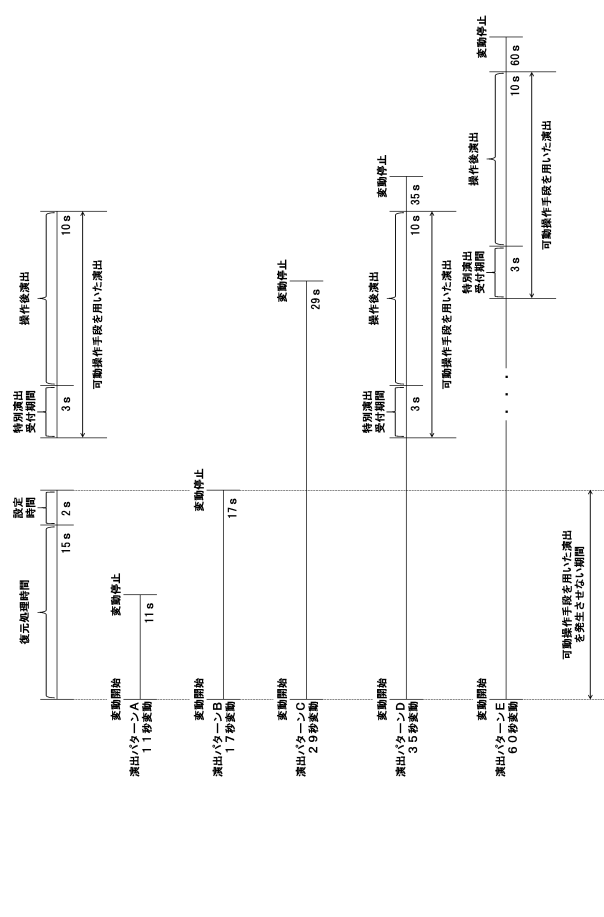 復元処理時間
15s
設定
時間
2s
特別演出
受付期間
3s
操作後演出
10s
可動操作手段を用いた演出
演出パターンA
11秒変動
変動開始
変動停止
11s
演出パターンB
17秒変動
変動開始
変動停止
17s
演出パターンC
29秒変動
変動開始
変動停止
29s
演出パターンD
35秒変動
変動開始
特別演出
受付期間
3s
操作後演出
10s
変動停止
35s
可動操作手段を用いた演出
演出パターンE
60秒変動
変動開始
・・・
特別演出
受付期間
3s
操作後演出
10s
変動停止
60s
可動操作手段を用いた演出
可動操作手段を用いた演出
を発生させない期間